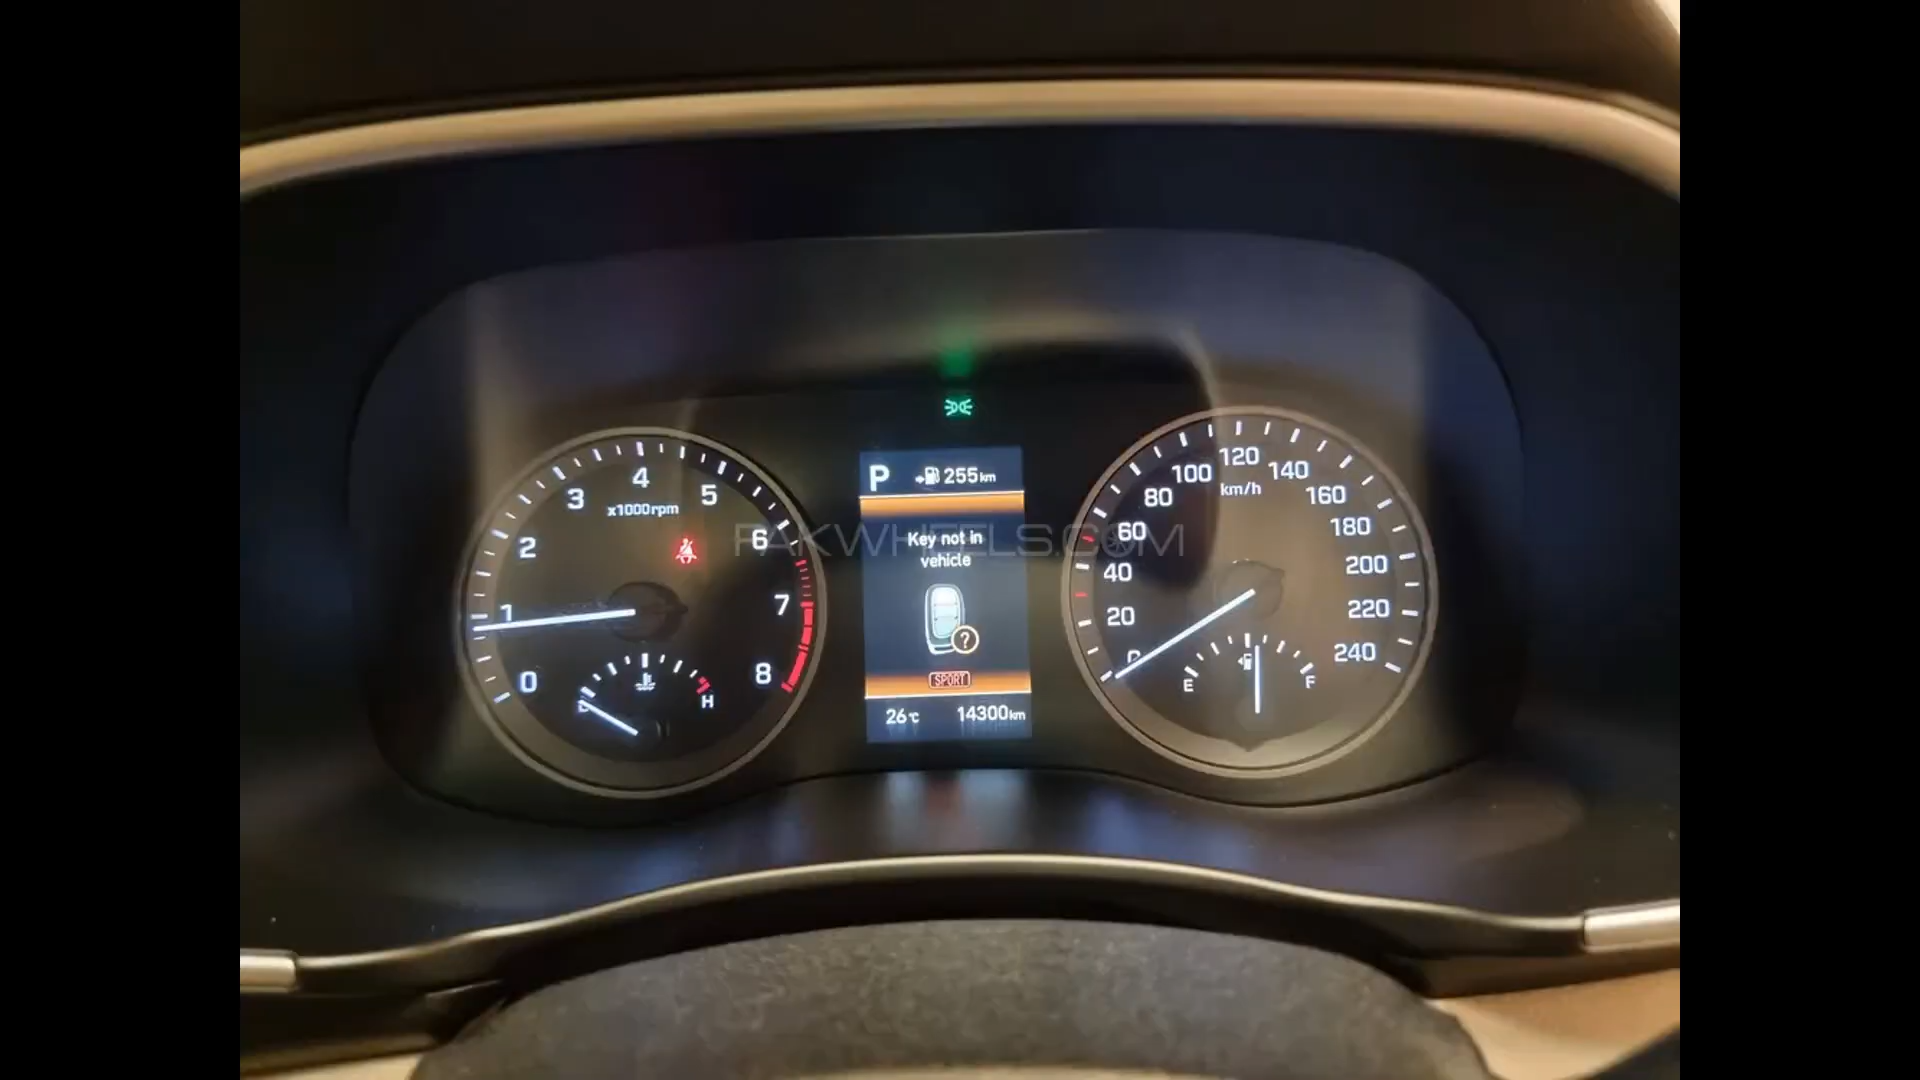 P 255km
Key not in
vehicle
?
SPORT
26°C 14300km
0 1 2 3 4 5 6 7 8
x1000rpm
H
0 20 40 60 80 100 120 140 160 180 200 220 240
km/h
E F
PAKWHEELS.COM